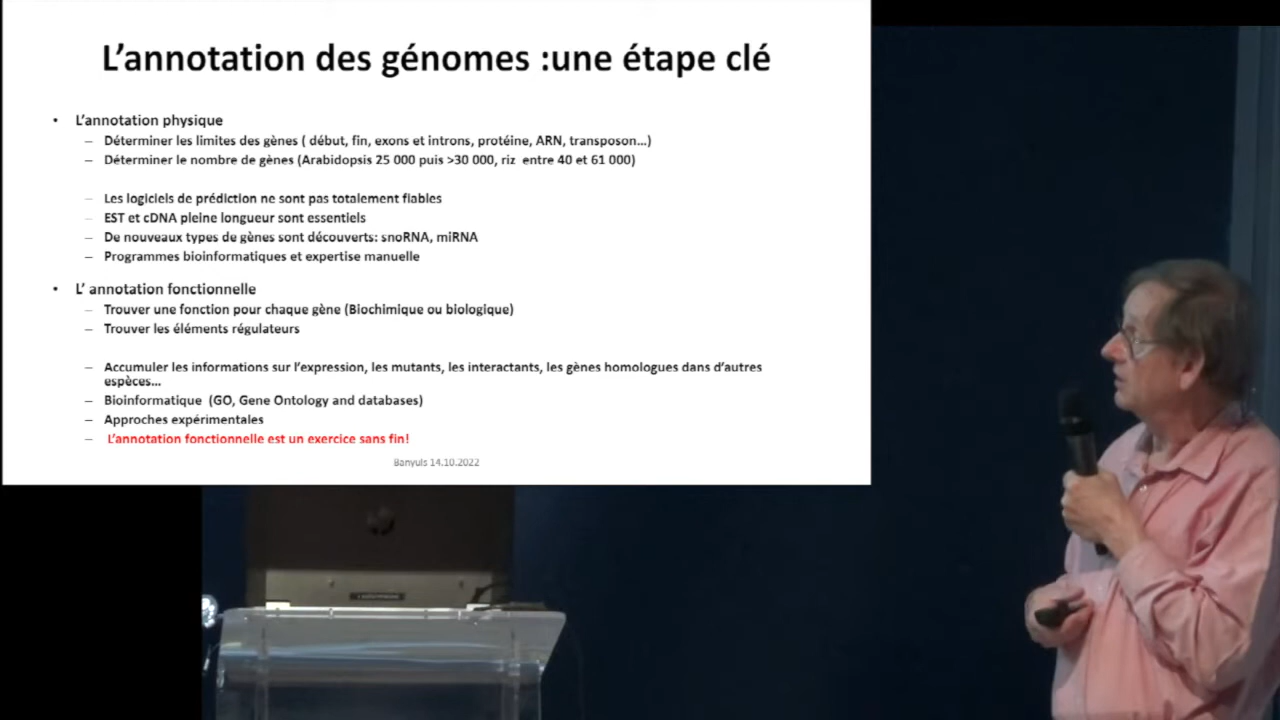 L'annotation des génomes :une étape clé
• L'annotation physique
– Déterminer les limites des gènes ( début, fin, exons et introns, protéine, ARN, transposon...)
– Déterminer le nombre de gènes (Arabidopsis 25 000 puis >30 000, riz entre 40 et 61 000)
– Les logiciels de prédiction ne sont pas totalement fiables
– EST et cDNA pleine longueur sont essentiels
– De nouveaux types de gènes sont découverts: snoRNA, miRNA
– Programmes bioinformatiques et expertise manuelle
• L' annotation fonctionnelle
– Trouver une fonction pour chaque gène (Biochimique ou biologique)
– Trouver les éléments régulateurs
– Accumuler les informations sur l'expression, les mutants, les interactants, les gènes homologues dans d'autres
espèces...
– Bioinformatique (GO, Gene Ontology and databases)
– Approches expérimentales
– L'annotation fonctionnelle est un exercice sans fin!
Banyuls 14.10.2022